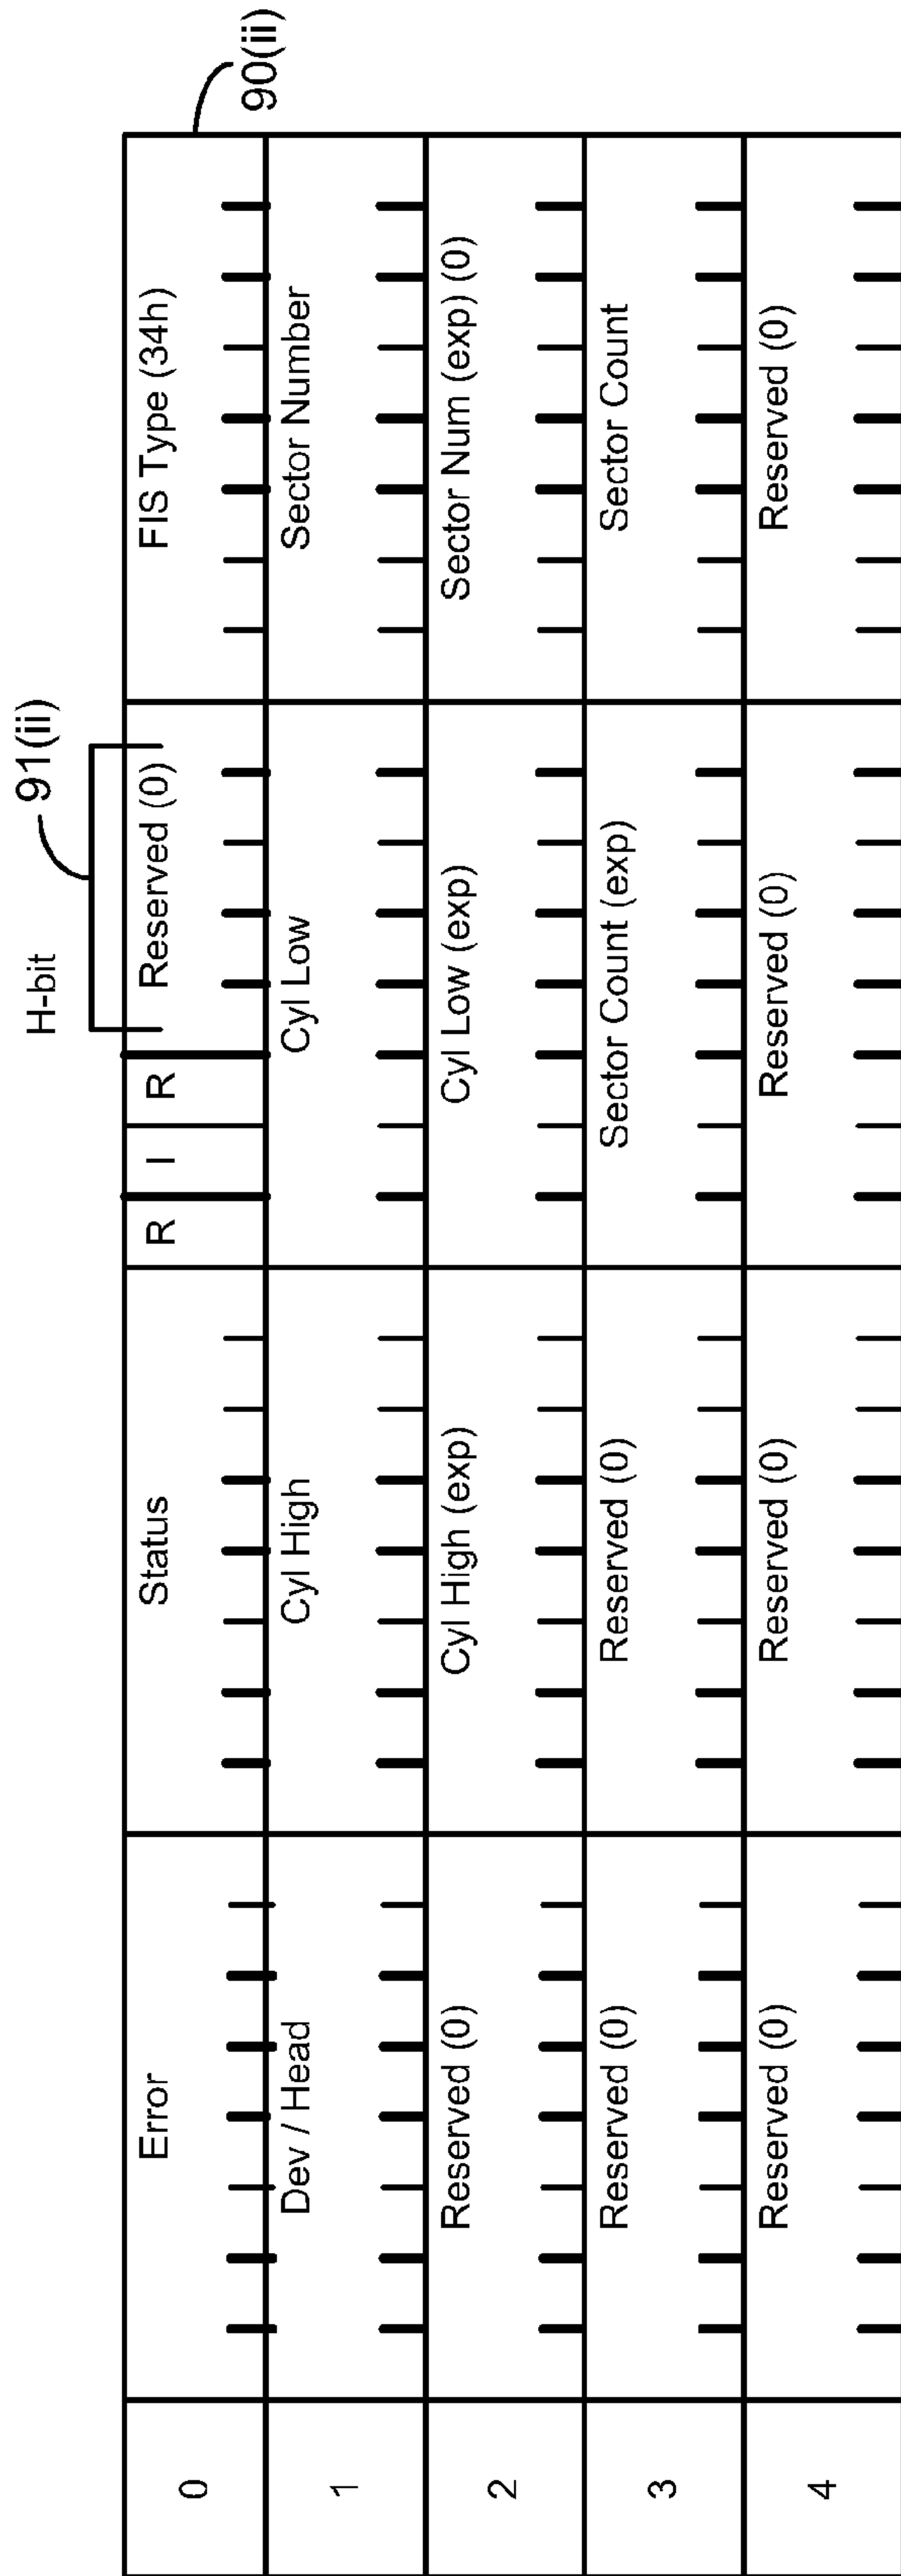 H-bit
91(ii)
90(ii)
0
Error
Status
R
I
R
Reserved (0)
FIS Type (34h)
1
Dev / Head
Cyl High
Cyl Low
Sector Number
2
Reserved (0)
Cyl High (exp)
Cyl Low (exp)
Sector Num (exp) (0)
3
Reserved (0)
Reserved (0)
Sector Count (exp)
Sector Count
4
Reserved (0)
Reserved (0)
Reserved (0)
Reserved (0)